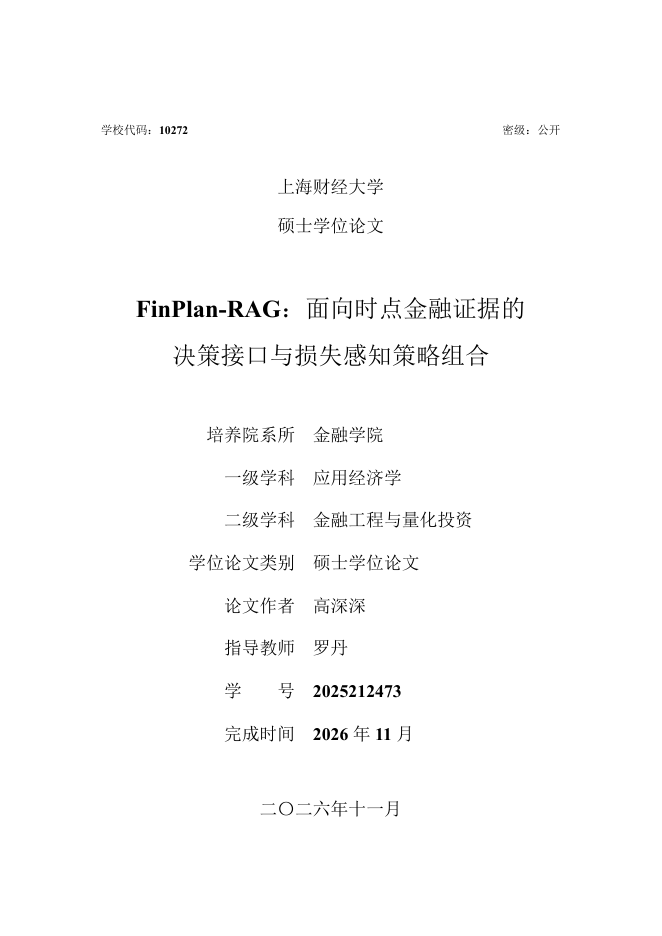 学校代码：10272 密级：公开
上海财经大学
硕士学位论文
FinPlan-RAG：面向时点金融证据的
决策接口与损失感知策略组合
培养院系所 金融学院
一级学科 应用经济学
二级学科 金融工程与量化投资
学位论文类别 硕士学位论文
论文作者 高深深
指导教师 罗丹
学 号 2025212473
完成时间 2026 年 11 月
二〇二六年十一月